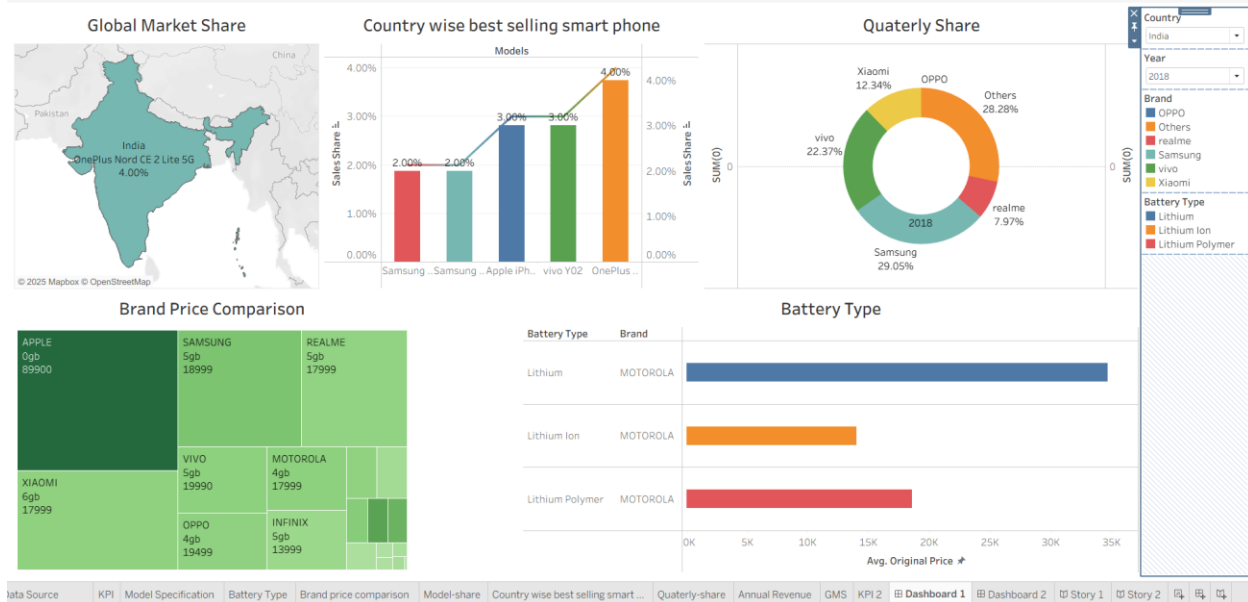 Global Market Share
China
Pakistan
India
OnePlus Nord CE 2 Lite 5G
4.00%
© 2025 Mapbox © OpenStreetMap
Country wise best selling smart phone
Models
4.00%
3.00%
2.00%
1.00%
0.00%
Sales Share
2.00%
2.00%
3.00%
3.00%
4.00%
4.00%
3.00%
2.00%
1.00%
0.00%
Sales Share
Samsung ..
Samsung ..
Apple iPh..
vivo Y02
OnePlus ..
Quaterly Share
SUM(0)
0
Xiaomi
12.34%
OPPO
Others
28.28%
vivo
22.37%
realme
7.97%
2018
Samsung
29.05%
0
SUM(0)
Country
India
Year
2018
Brand
OPPO
Others
realme
Samsung
vivo
Xiaomi
Battery Type
Lithium
Lithium Ion
Lithium Polymer
Brand Price Comparison
APPLE
0gb
89900
SAMSUNG
5gb
18999
REALME
5gb
17999
XIAOMI
6gb
17999
VIVO
5gb
19990
MOTOROLA
4gb
17999
OPPO
4gb
19499
INFINIX
5gb
13999
Battery Type
Battery Type Brand
Lithium MOTOROLA
Lithium Ion MOTOROLA
Lithium Polymer MOTOROLA
0K 5K 10K 15K 20K 25K 30K 35K
Avg. Original Price
Data Source KPI Model Specification Battery Type Brand price comparison Model-share Country wise best selling smart ... Quaterly-share Annual Revenue GMS KPI 2 Dashboard 1 Dashboard 2 Story 1 Story 2